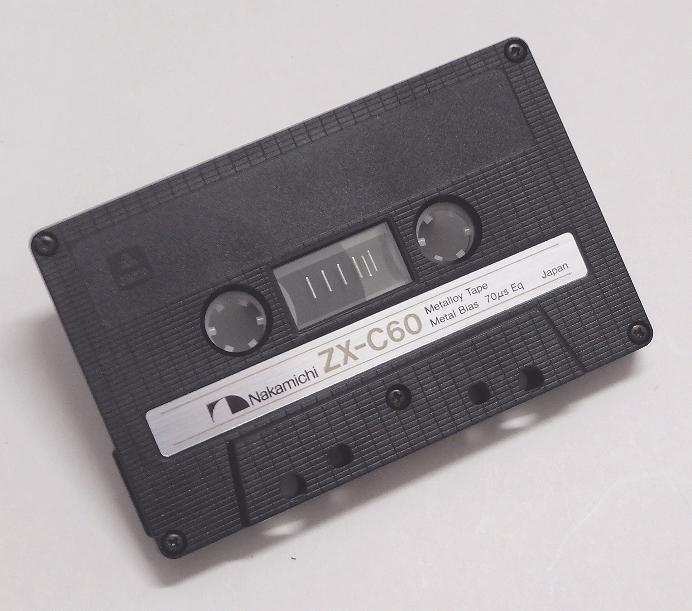 B
Nakamichi ZX-C60
Metalloy Tape
Metal Bias 70μs Eq Japan